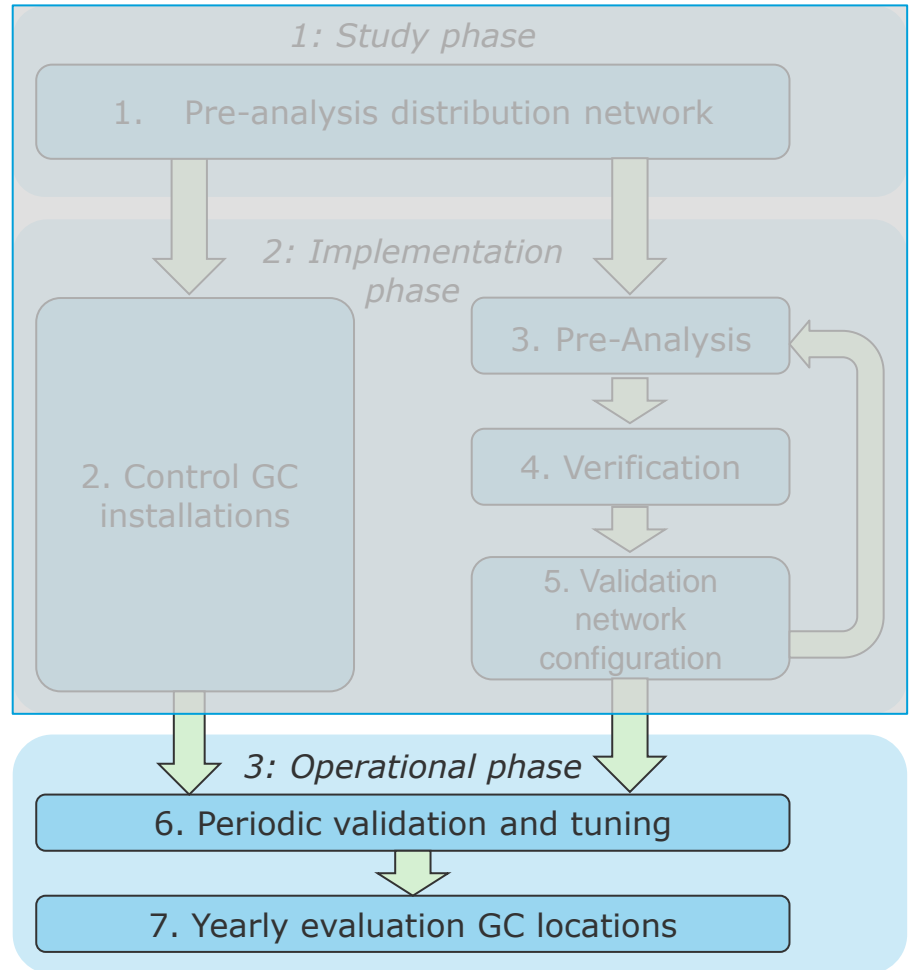 1: Study phase
1. Pre-analysis distribution network
2: Implementation
phase
2. Control GC
installations
3. Pre-Analysis
4. Verification
5. Validation
network
configuration
3: Operational phase
6. Periodic validation and tuning
7. Yearly evaluation GC locations